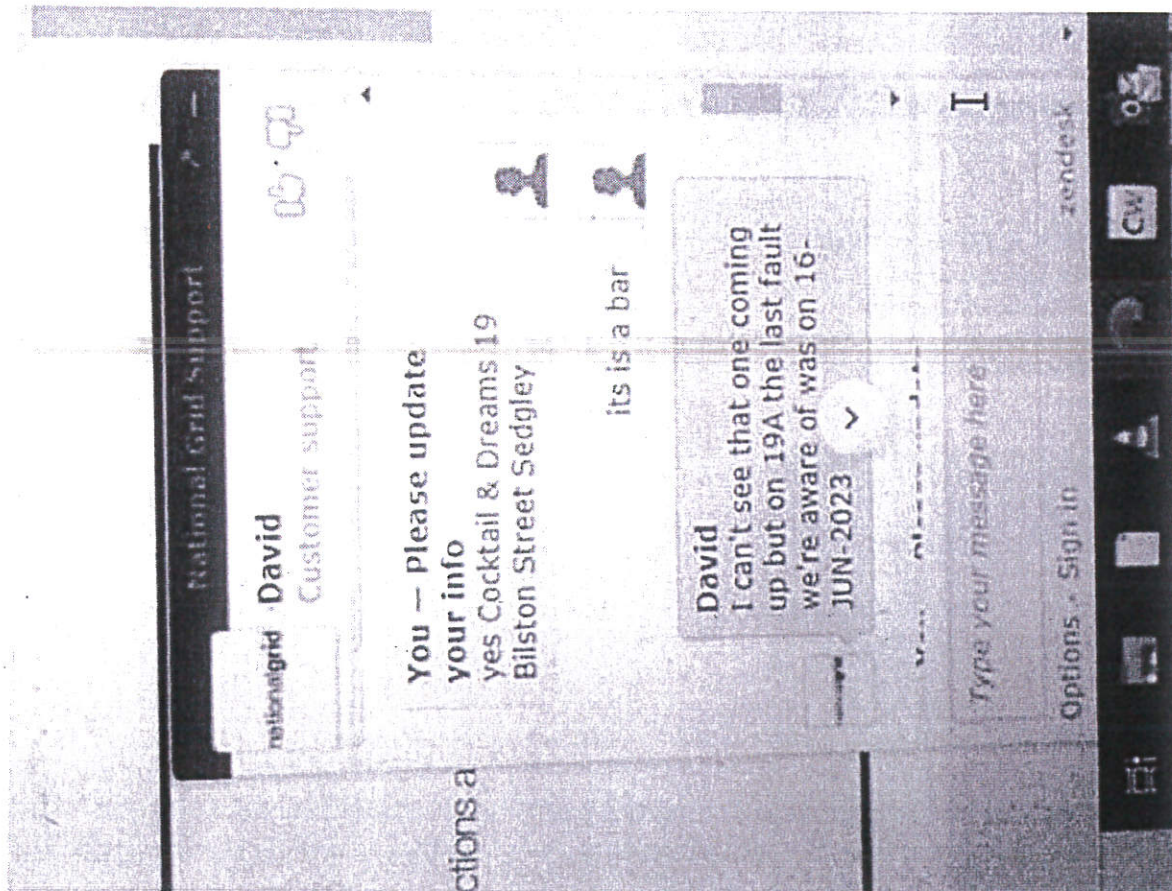 National Grid Support
nationalgrid
David
Customer support
ctions a
You — Please update
your info
yes Cocktail & Dreams 19
Bilston Street Sedgley
its is a bar
David
I can't see that one coming
up but on 19A the last fault
we're aware of was on 16-
JUN-2023
Type your message here
Options
Sign in
zendesk
CW